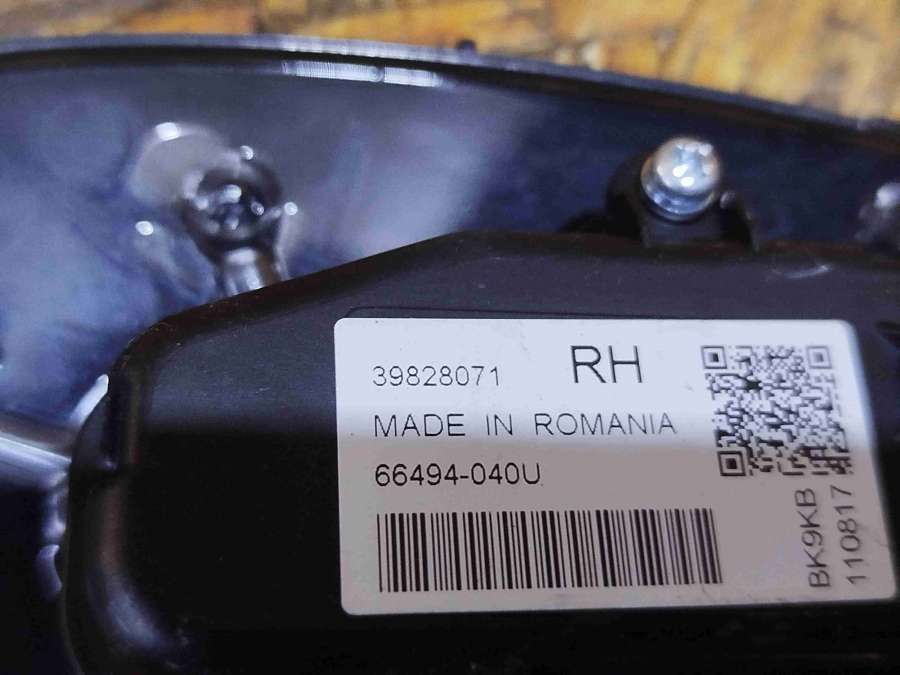 39828071 RH
MADE IN ROMANIA
66494-040U
BK9KB
110817